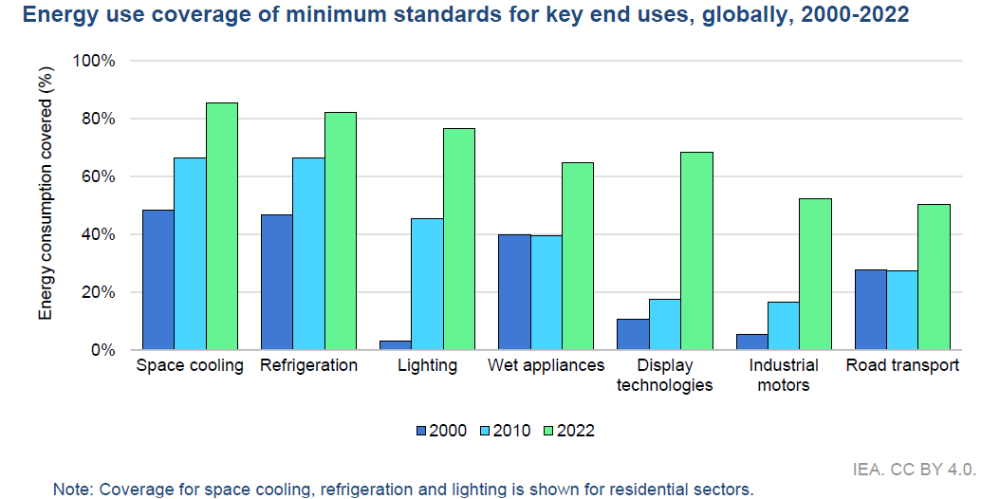 Energy use coverage of minimum standards for key end uses, globally, 2000-2022
Energy consumption covered (%)
100%
80%
60%
40%
20%
0%
Space cooling
Refrigeration
Lighting
Wet appliances
Display
technologies
Industrial
motors
Road transport
2000
2010
2022
IEA. CC BY 4.0.
Note: Coverage for space cooling, refrigeration and lighting is shown for residential sectors.